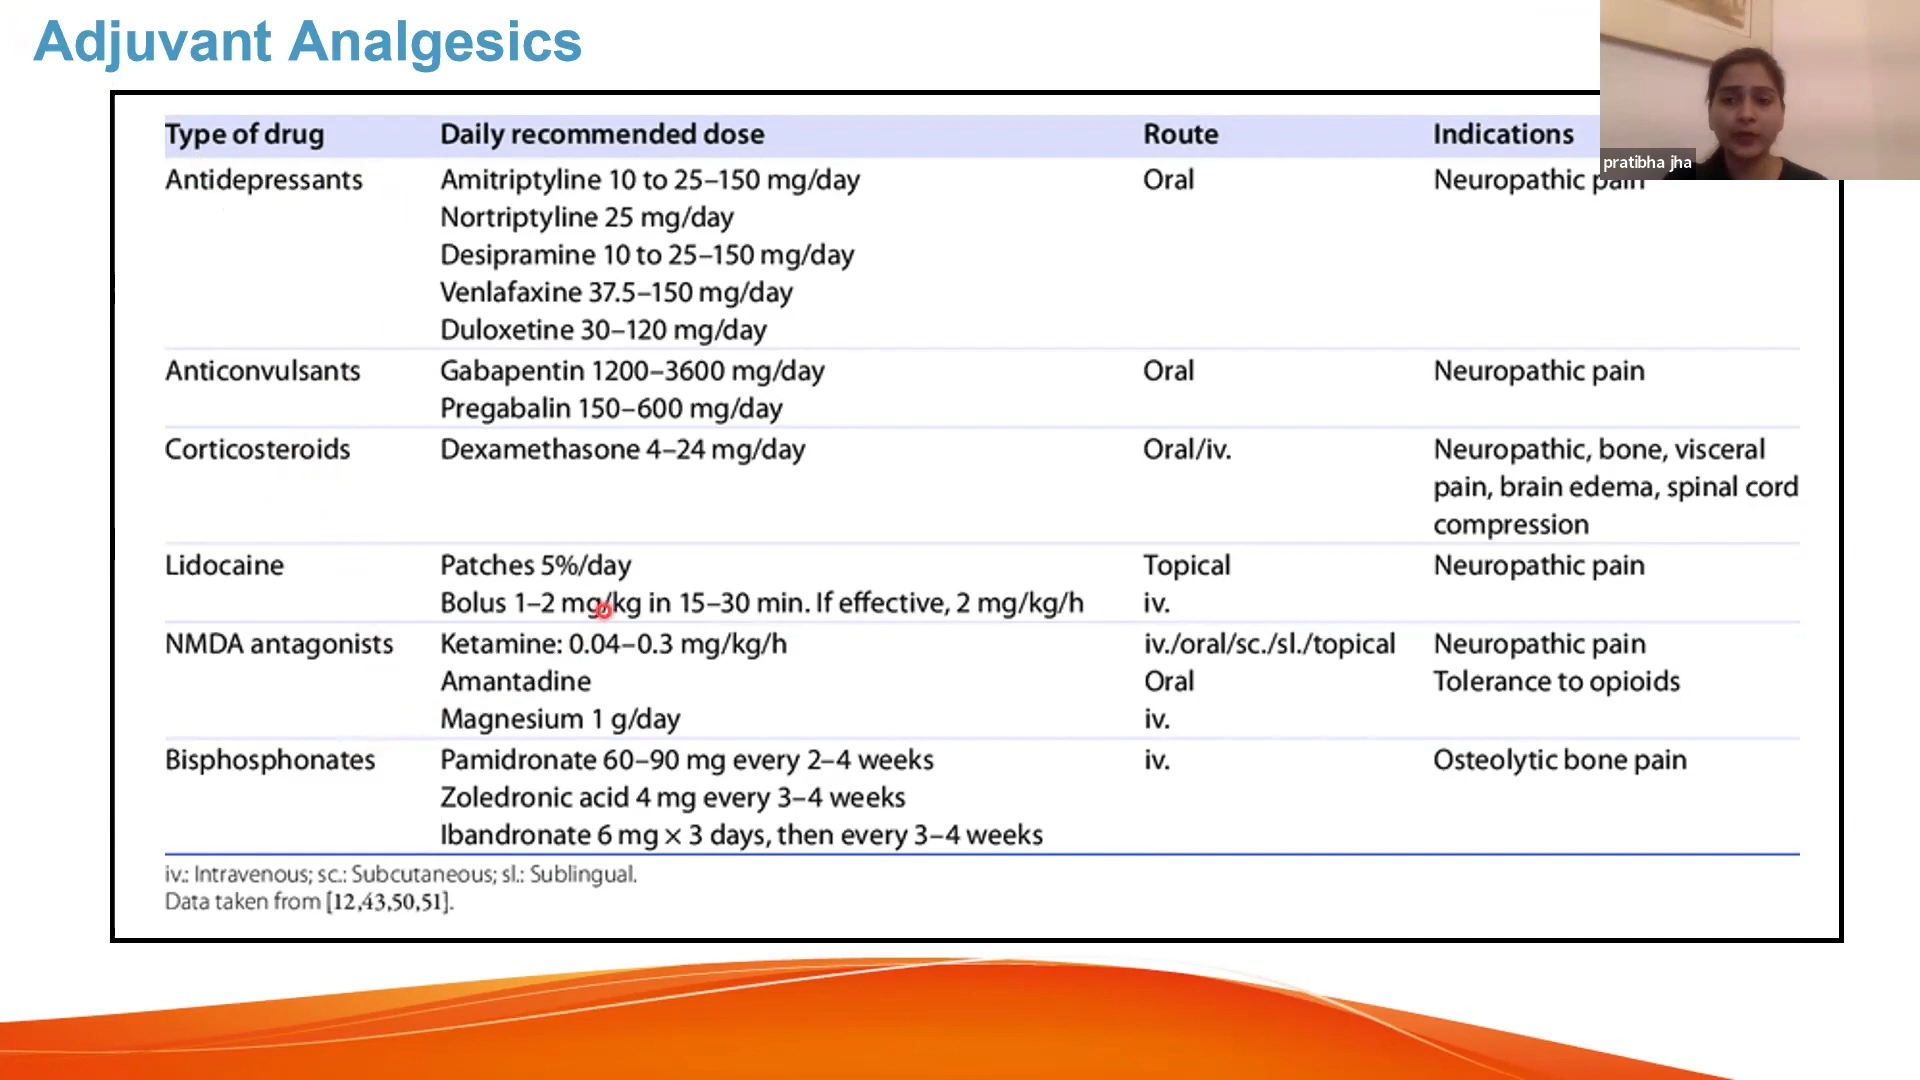 Adjuvant Analgesics
pratibha jha
Type of drug Daily recommended dose Route Indications
Antidepressants Amitriptyline 10 to 25–150 mg/day Oral Neuropathic pain
Nortriptyline 25 mg/day
Desipramine 10 to 25–150 mg/day
Venlafaxine 37.5–150 mg/day
Duloxetine 30–120 mg/day
Anticonvulsants Gabapentin 1200–3600 mg/day Oral Neuropathic pain
Pregabalin 150–600 mg/day
Corticosteroids Dexamethasone 4–24 mg/day Oral/iv. Neuropathic, bone, visceral
pain, brain edema, spinal cord
compression
Lidocaine Patches 5%/day Topical Neuropathic pain
Bolus 1–2 mg/kg in 15–30 min. If effective, 2 mg/kg/h iv.
NMDA antagonists Ketamine: 0.04–0.3 mg/kg/h iv./oral/sc./sl./topical Neuropathic pain
Amantadine Oral Tolerance to opioids
Magnesium 1 g/day iv.
Bisphosphonates Pamidronate 60–90 mg every 2–4 weeks iv. Osteolytic bone pain
Zoledronic acid 4 mg every 3–4 weeks
Ibandronate 6 mg × 3 days, then every 3–4 weeks
iv.: Intravenous; sc.: Subcutaneous; sl.: Sublingual.
Data taken from [12,43,50,51].